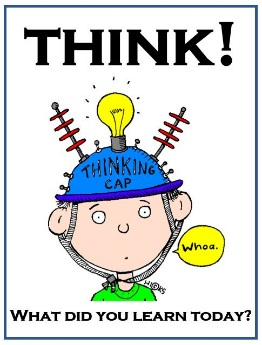 THINK!
THINKING
CAP
Whoa.
WHAT DID YOU LEARN TODAY?